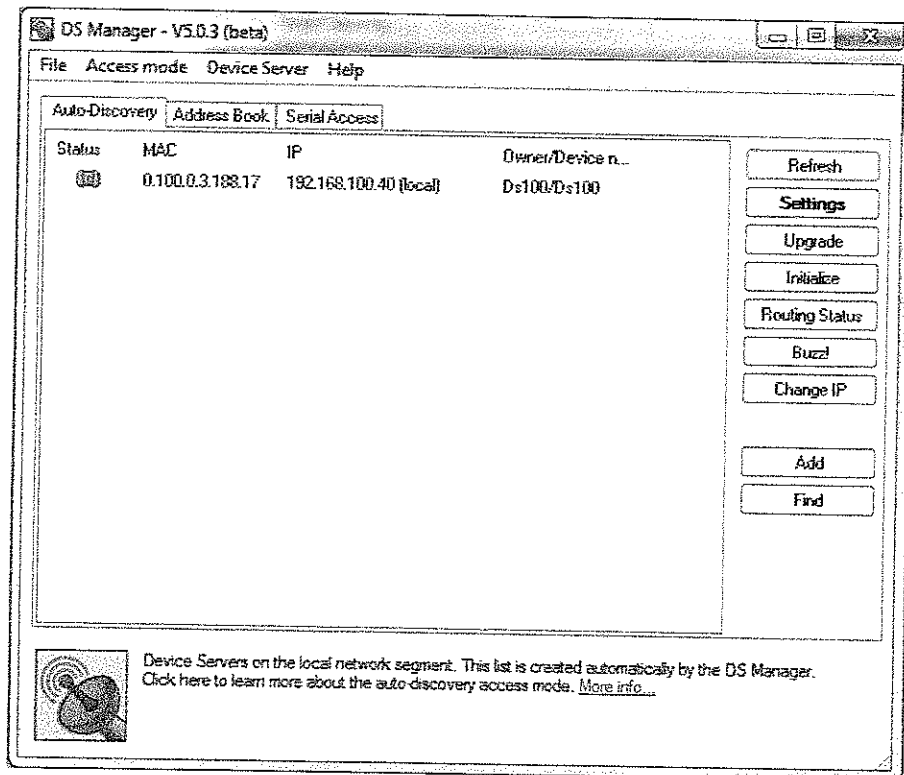 DS Manager - V5.0.3 (beta)
File Access mode Device Server Help
Auto-Discovery Address Book Serial Access
Status MAC IP Owner/Device n...
0.100.0.3.188.17 192.168.100.40 (local) Ds100/Ds100
Refresh
Settings
Upgrade
Initialize
Routing Status
Buzz!
Change IP
Add
Find
Device Servers on the local network segment. This list is created automatically by the DS Manager.
Click here to learn more about the auto-discovery access mode. More info...